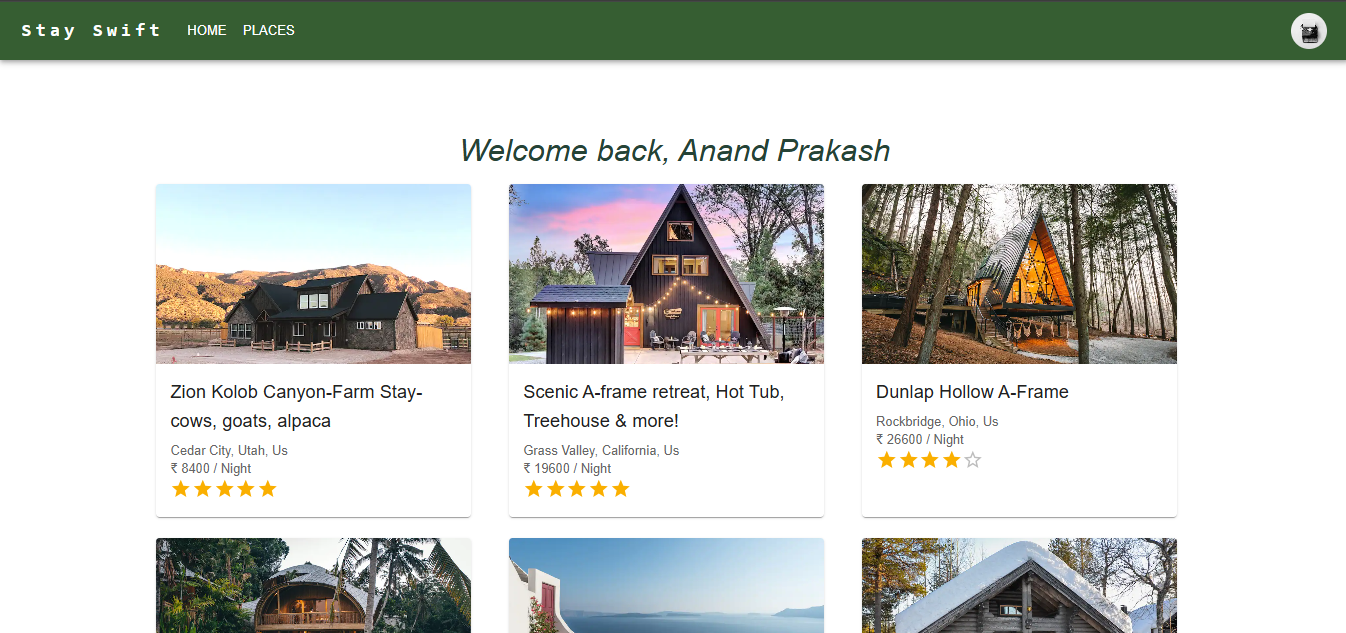 Stay Swift HOME PLACES
Welcome back, Anand Prakash
Zion Kolob Canyon-Farm Stay-
cows, goats, alpaca
Cedar City, Utah, Us
₹ 8400 / Night
Scenic A-frame retreat, Hot Tub,
Treehouse & more!
Grass Valley, California, Us
₹ 19600 / Night
Dunlap Hollow A-Frame
Rockbridge, Ohio, Us
₹ 26600 / Night